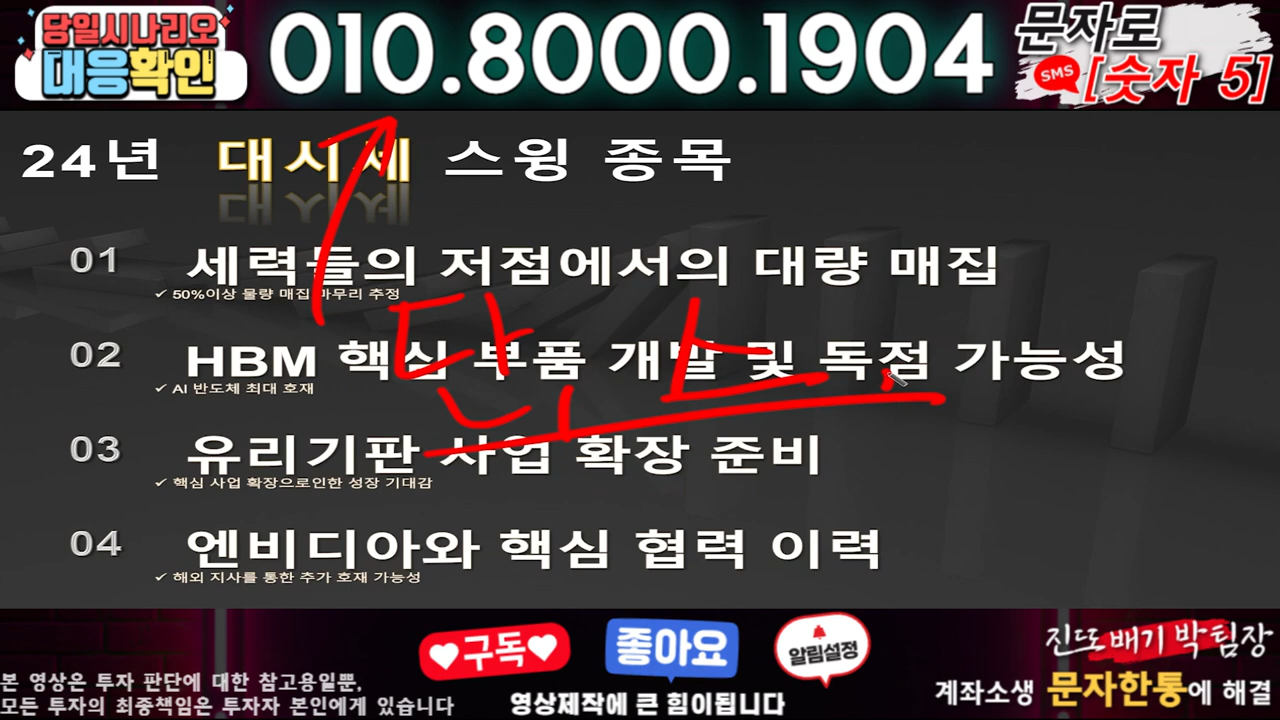 당일시나리오
대응확인
010.8000.1904
문자로
SMS [숫자 5]
24년 대시세 스윙 종목
01 세력들의 저점에서의 대량 매집
✓ 50%이상 물량 매집 마무리 추정
02 HBM 핵심 부품 개발 및 독점 가능성
✓ AI 반도체 최대 호재
단, 스.
03 유리기판 사업 확장 준비
✓ 핵심 사업 확장으로인한 성장 기대감
04 엔비디아와 핵심 협력 이력
✓ 해외 지사를 통한 추가 호재 가능성
구독
좋아요
알림설정
진또배기 박팀장
본 영상은 투자 판단에 대한 참고용일뿐,
모든 투자의 최종책임은 투자자 본인에게 있습니다
영상제작에 큰 힘이됩니다
계좌소생 문자한통에 해결